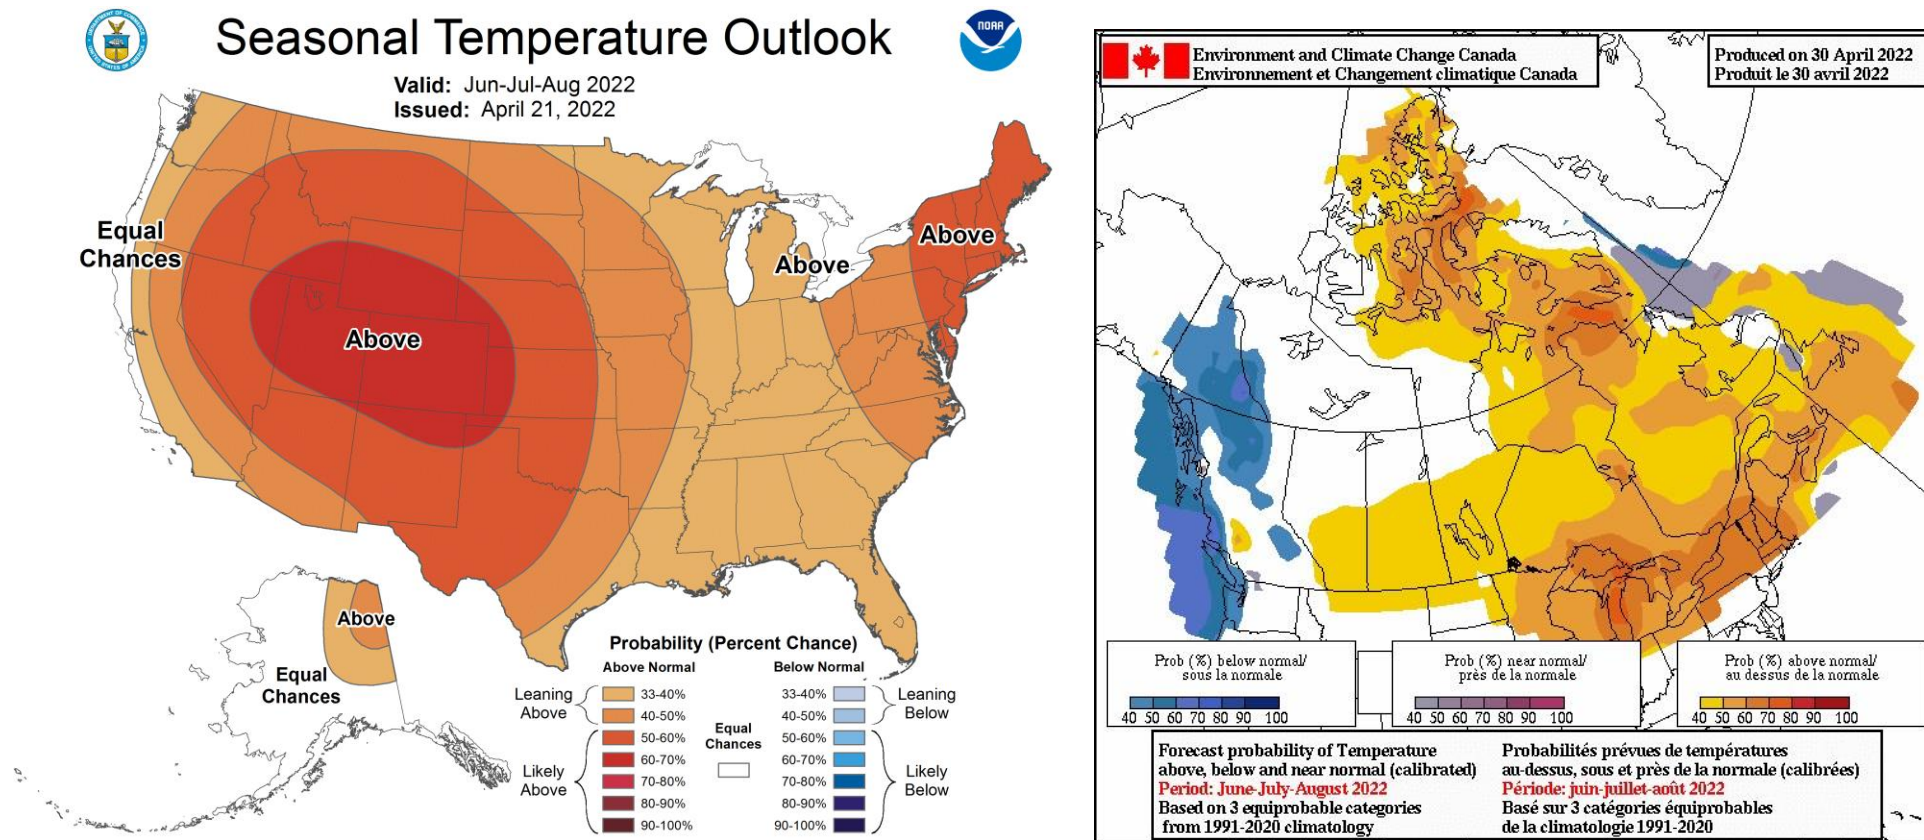 Seasonal Temperature Outlook
Valid: Jun-Jul-Aug 2022
Issued: April 21, 2022
NOAA
Equal
Chances
Above
Above
Above
Above
Equal
Chances
Probability (Percent Chance)
Above Normal
Below Normal
Leaning
Above
33-40%
40-50%
Likely
Above
50-60%
60-70%
70-80%
80-90%
90-100%
Equal
Chances
33-40%
40-50%
Leaning
Below
50-60%
60-70%
70-80%
80-90%
90-100%
Likely
Below
Environment and Climate Change Canada
Environnement et Changement climatique Canada
Produced on 30 April 2022
Produit le 30 avril 2022
Prob (%) below normal/
sous la normale
40 50 60 70 80 90 100
Prob (%) near normal/
près de la normale
40 50 60 70 80 90 100
Prob (%) above normal/
au dessus de la normale
40 50 60 70 80 90 100
Forecast probability of Temperature
above, below and near normal (calibrated)
Period: June-July-August 2022
Based on 3 equiprobable categories
from 1991-2020 climatology
Probabilités prévues de températures
au-dessus, sous et près de la normale (calibrées)
Période: juin-juillet-août 2022
Basé sur 3 catégories équiprobables
de la climatologie 1991-2020